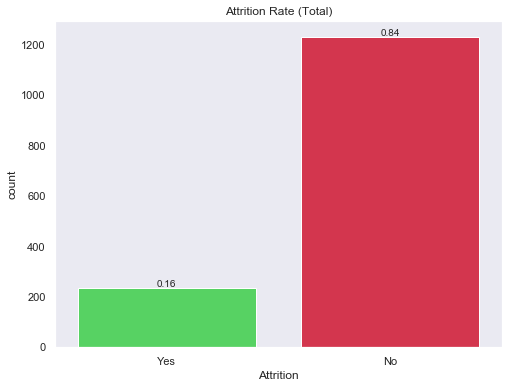 Attrition Rate (Total)
0.84
1200
1000
800
600
400
0.16
200
0
count
Yes No
Attrition